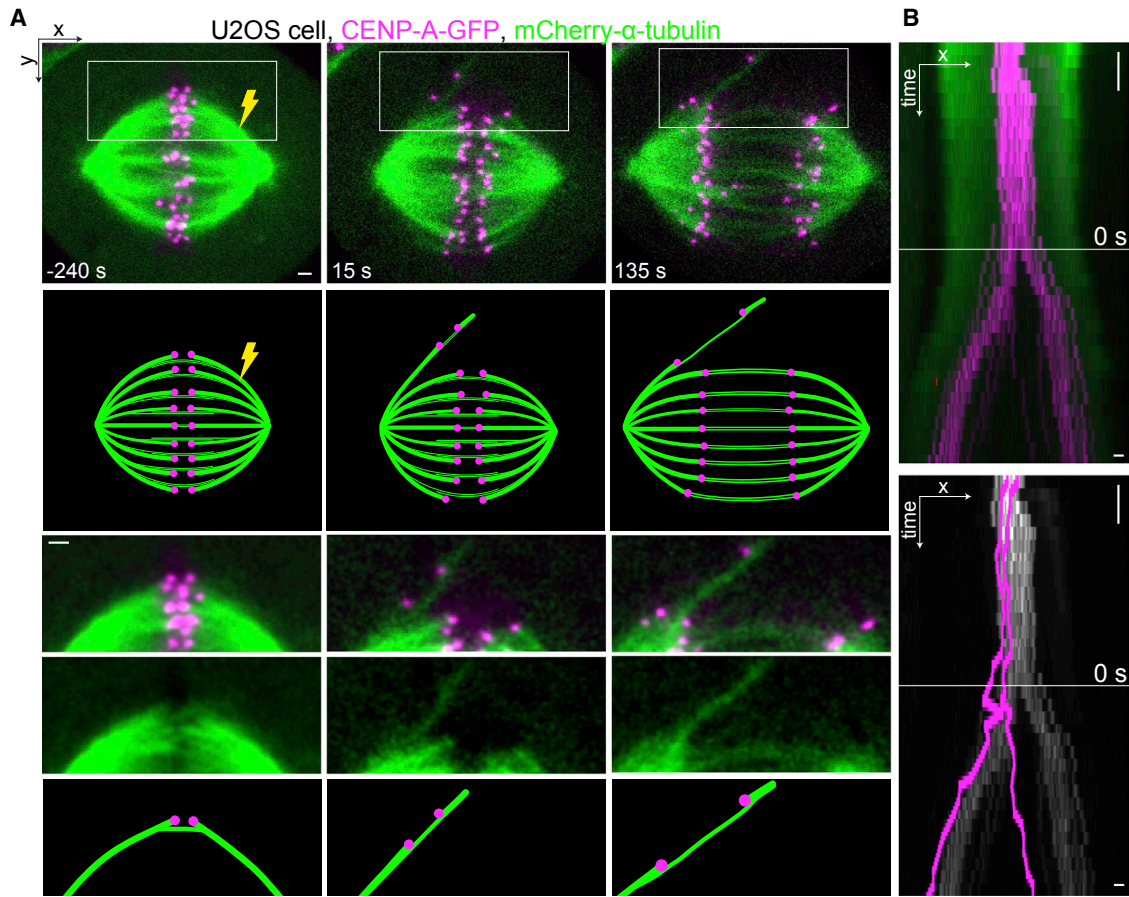 A
U2OS cell, CENP-A-GFP, mCherry-α-tubulin
x
y
-240 s
15 s
135 s
B
x
time
0 s
x
time
0 s